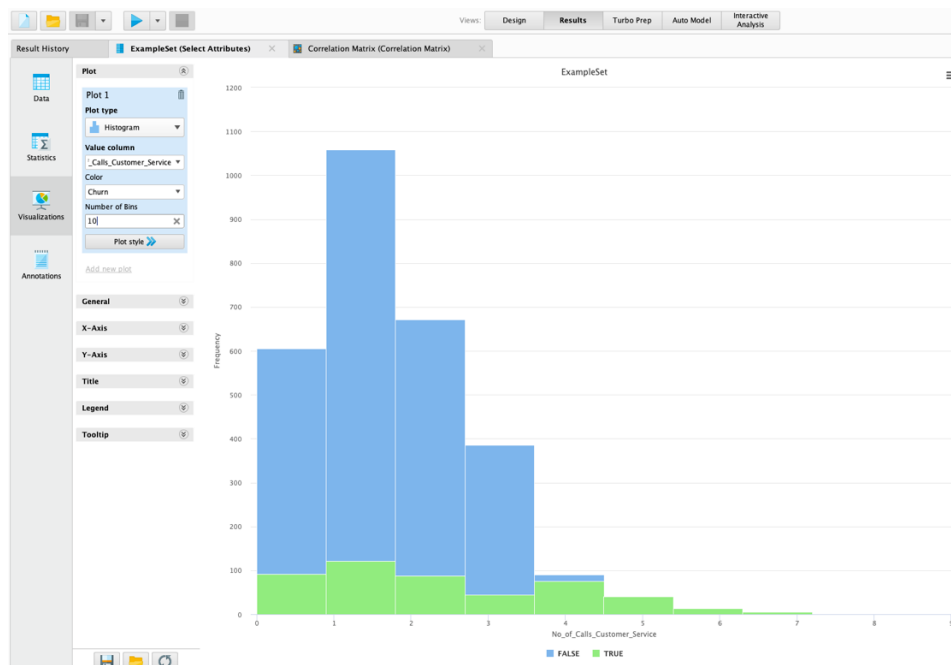 Views: Design Results Turbo Prep Auto Model Interactive Analysis
Result History
ExampleSet (Select Attributes)
Correlation Matrix (Correlation Matrix)
Data
Statistics
Visualizations
Annotations
Plot
Plot 1
Plot type
Histogram
Value column
_Calls_Customer_Service
Color
Churn
Number of Bins
10
Plot style
Add new plot
General
X-Axis
Y-Axis
Title
Legend
Tooltip
ExampleSet
1200
1100
1000
900
800
700
600
500
400
300
200
100
0
Frequency
0 1 2 3 4 5 6 7 8 9
No_of_Calls_Customer_Service
FALSE TRUE